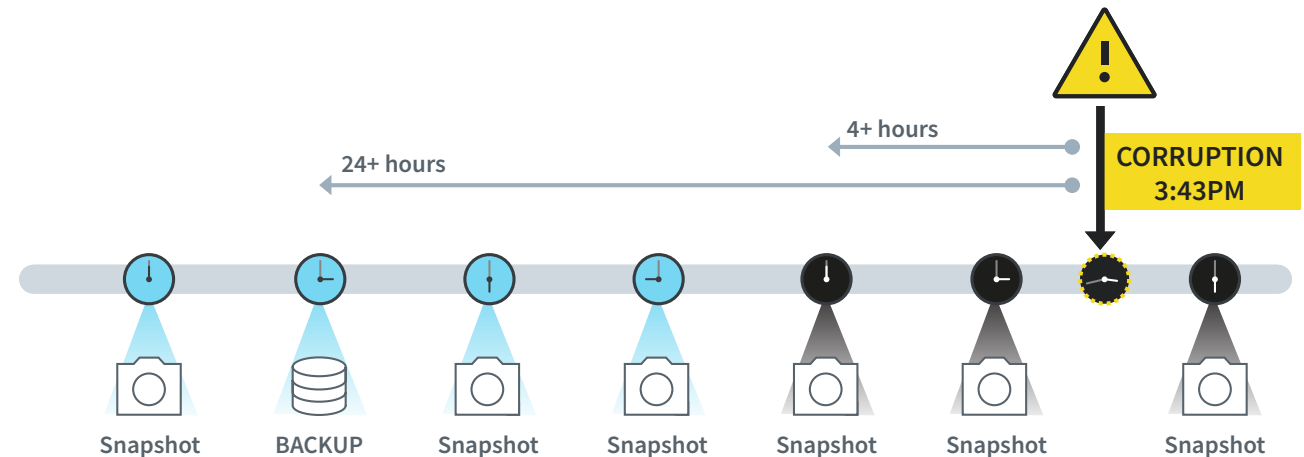 4+ hours
24+ hours
CORRUPTION
3:43PM
Snapshot
BACKUP
Snapshot
Snapshot
Snapshot
Snapshot
Snapshot